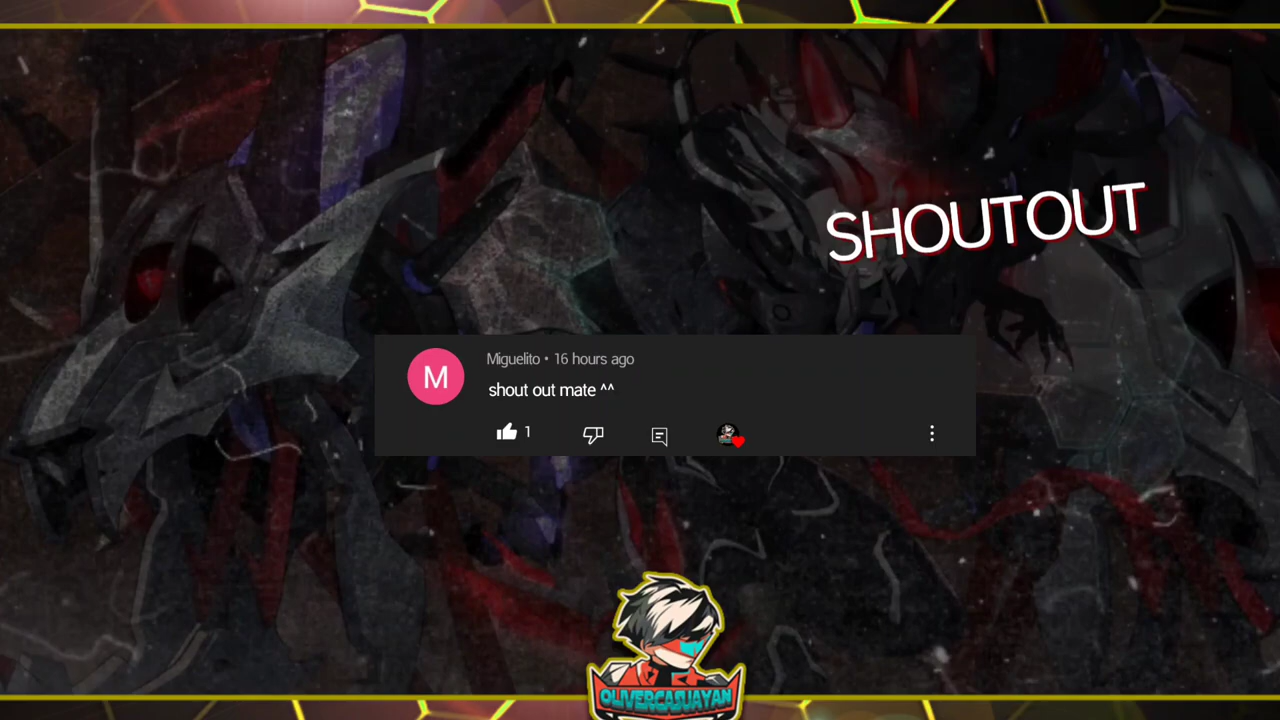 SHOUTOUT
M
Miguelito • 16 hours ago
shout out mate ^^
1
OLIVERCASUAYAN